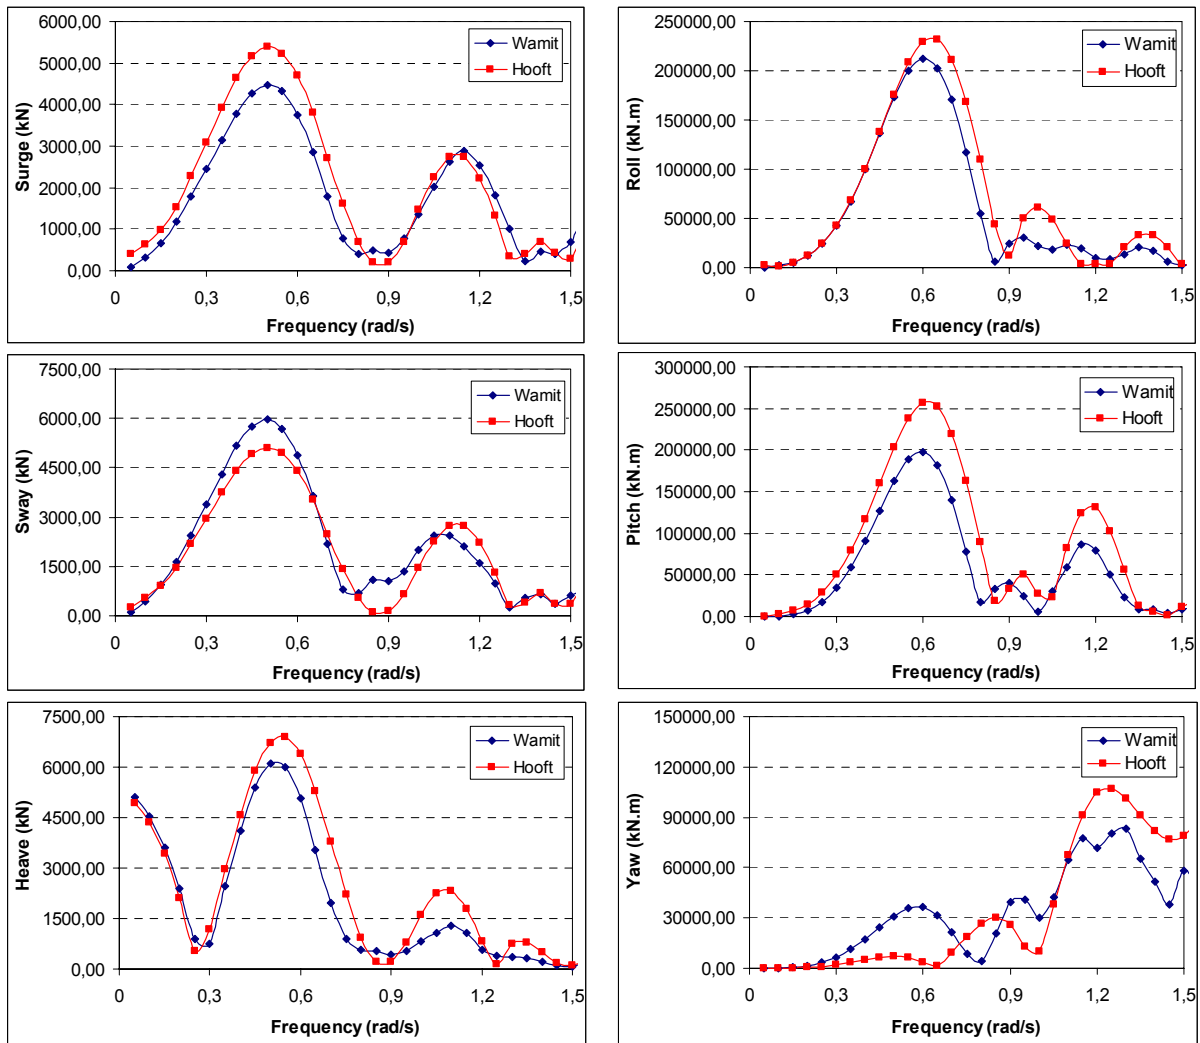 6000,00
5000,00
4000,00
3000,00
2000,00
1000,00
0,00
Surge (kN)
Wamit
Hooft
0 0,3 0,6 0,9 1,2 1,5
Frequency (rad/s)
250000,00
200000,00
150000,00
100000,00
50000,00
0,00
Roll (kN.m)
Wamit
Hooft
0 0,3 0,6 0,9 1,2 1,5
Frequency (rad/s)
7500,00
6000,00
4500,00
3000,00
1500,00
0,00
Sway (kN)
Wamit
Hooft
0 0,3 0,6 0,9 1,2 1,5
Frequency (rad/s)
300000,00
250000,00
200000,00
150000,00
100000,00
50000,00
0,00
Pitch (kN.m)
Wamit
Hooft
0 0,3 0,6 0,9 1,2 1,5
Frequency (rad/s)
7500,00
6000,00
4500,00
3000,00
1500,00
0,00
Heave (kN)
Wamit
Hooft
0 0,3 0,6 0,9 1,2 1,5
Frequency (rad/s)
150000,00
120000,00
90000,00
60000,00
30000,00
0,00
Yaw (kN.m)
Wamit
Hooft
0 0,3 0,6 0,9 1,2 1,5
Frequency (rad/s)